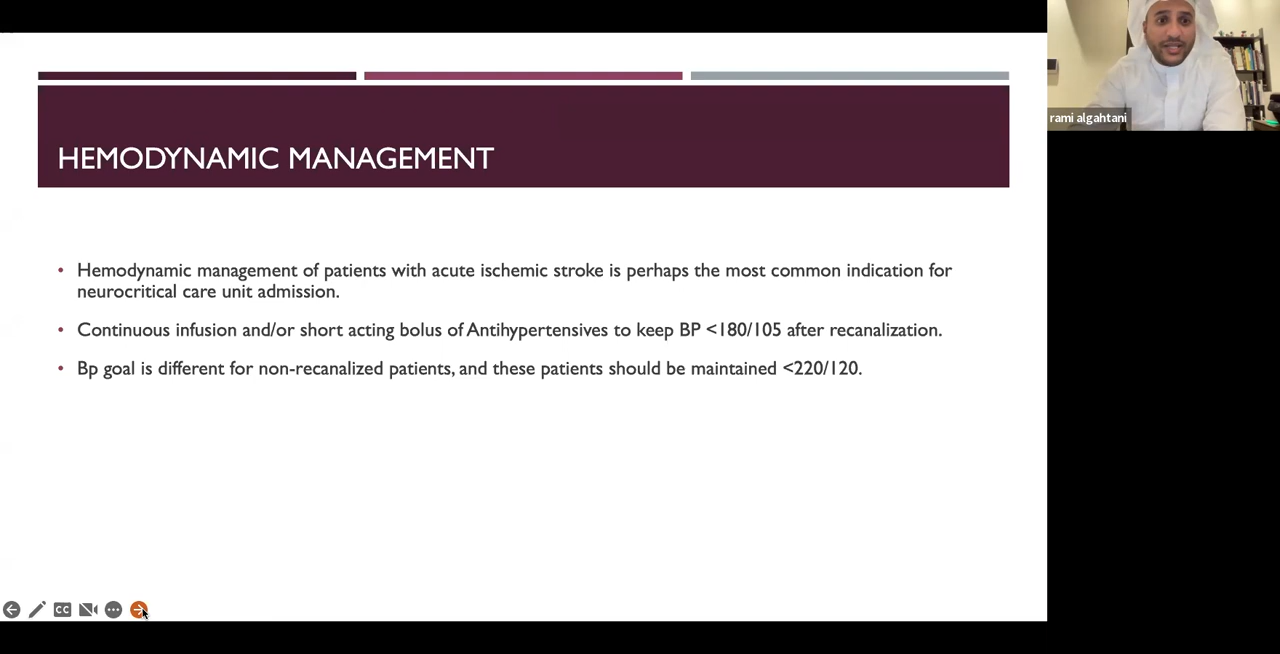 HEMODYNAMIC MANAGEMENT
• Hemodynamic management of patients with acute ischemic stroke is perhaps the most common indication for
neurocritical care unit admission.
• Continuous infusion and/or short acting bolus of Antihypertensives to keep BP <180/105 after recanalization.
• Bp goal is different for non-recanalized patients, and these patients should be maintained <220/120.
rami algahtani
CC